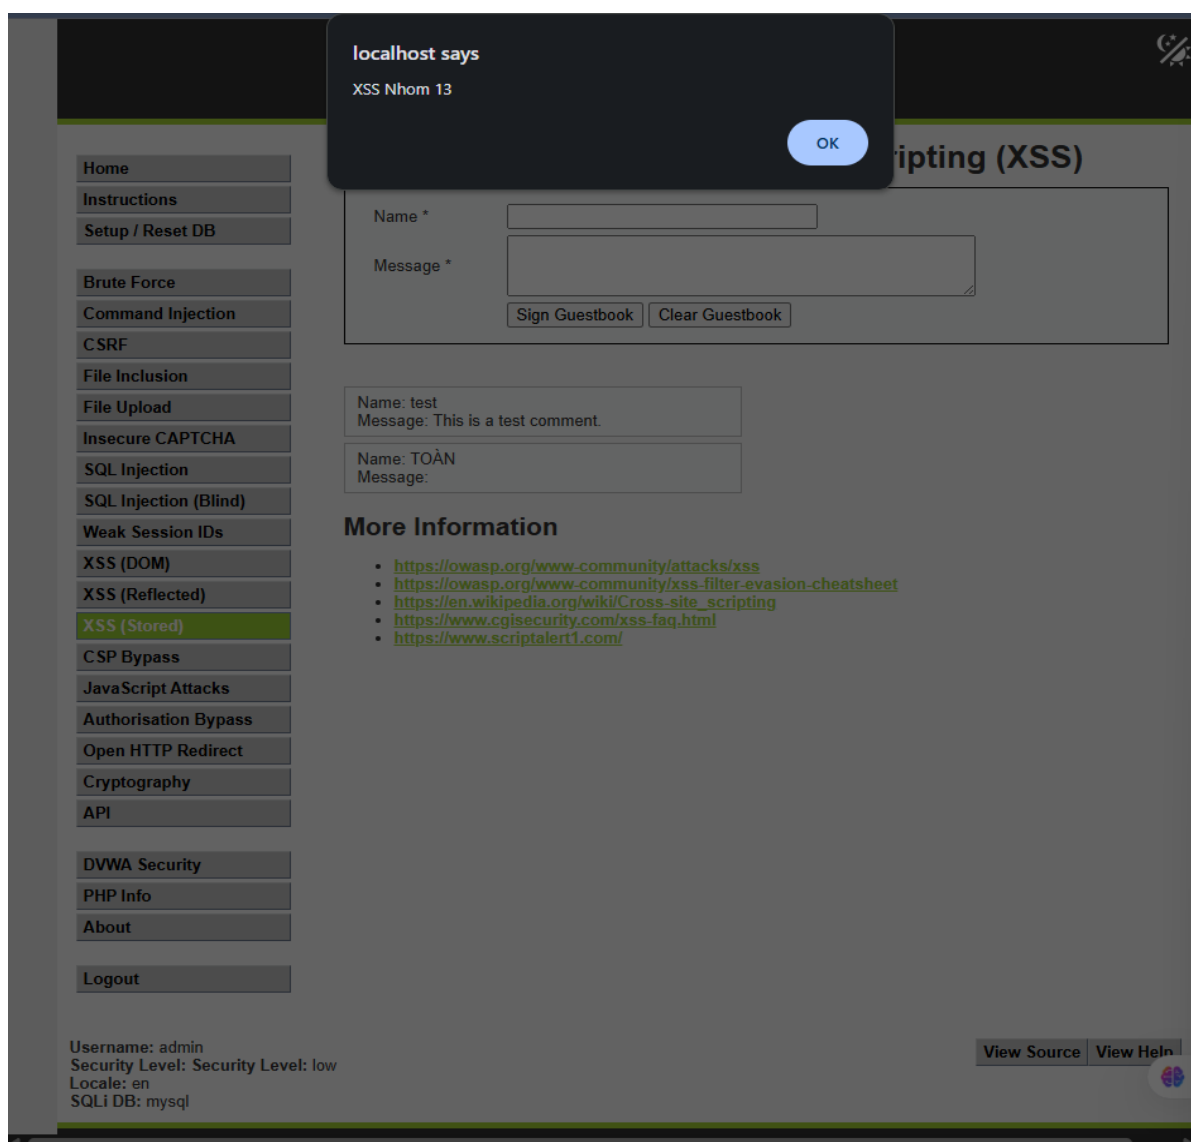 localhost says
XSS Nhom 13
OK
ripting (XSS)
Home
Instructions
Setup / Reset DB
Brute Force
Command Injection
CSRF
File Inclusion
File Upload
Insecure CAPTCHA
SQL Injection
SQL Injection (Blind)
Weak Session IDs
XSS (DOM)
XSS (Reflected)
XSS (Stored)
CSP Bypass
JavaScript Attacks
Authorisation Bypass
Open HTTP Redirect
Cryptography
API
DVWA Security
PHP Info
About
Logout
Name *
Message *
Sign Guestbook Clear Guestbook
Name: test
Message: This is a test comment.
Name: TOÀN
Message:
More Information
https://owasp.org/www-community/attacks/xss
https://owasp.org/www-community/xss-filter-evasion-cheatsheet
https://en.wikipedia.org/wiki/Cross-site_scripting
https://www.cgisecurity.com/xss-faq.html
https://www.scriptalert1.com/
Username: admin
Security Level: Security Level: low
Locale: en
SQLi DB: mysql
View Source View Help